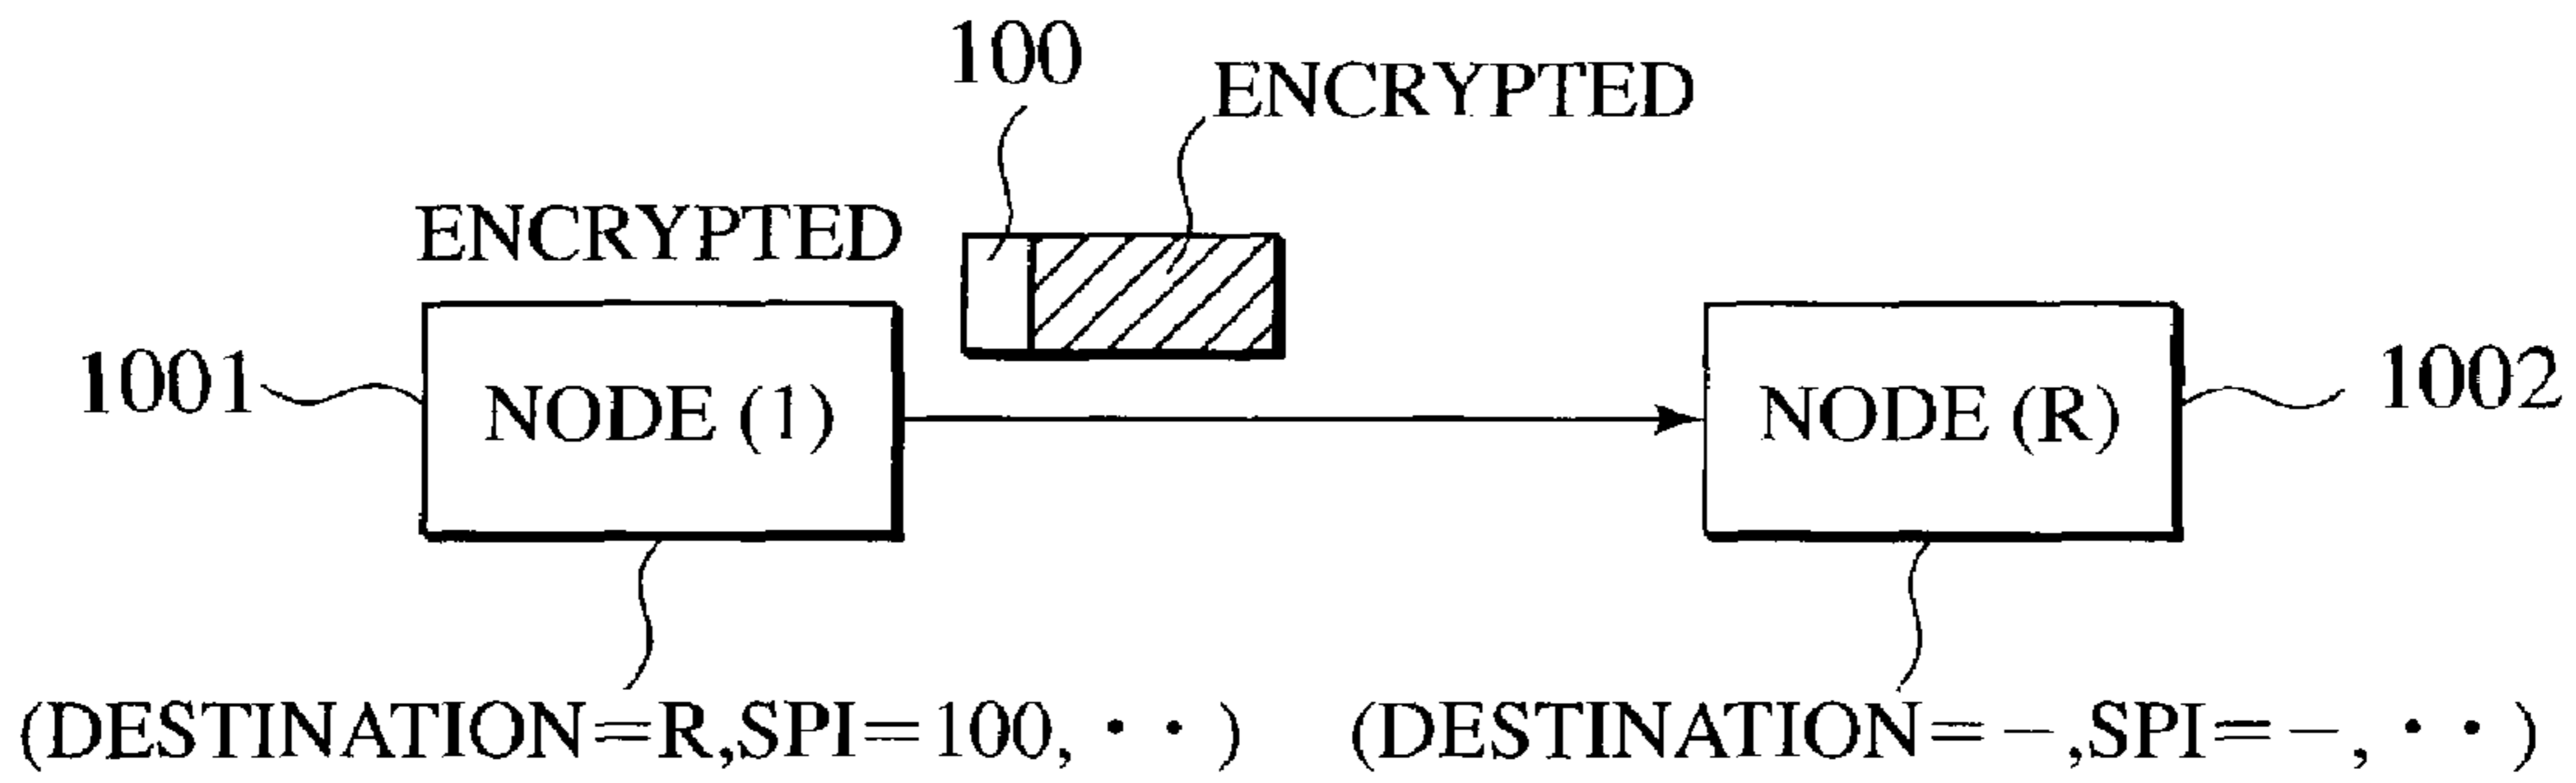 100
ENCRYPTED
ENCRYPTED
1001
NODE (1)
NODE (R)
1002
(DESTINATION=R,SPI=100, ・・)
(DESTINATION=−,SPI=−, ・・)